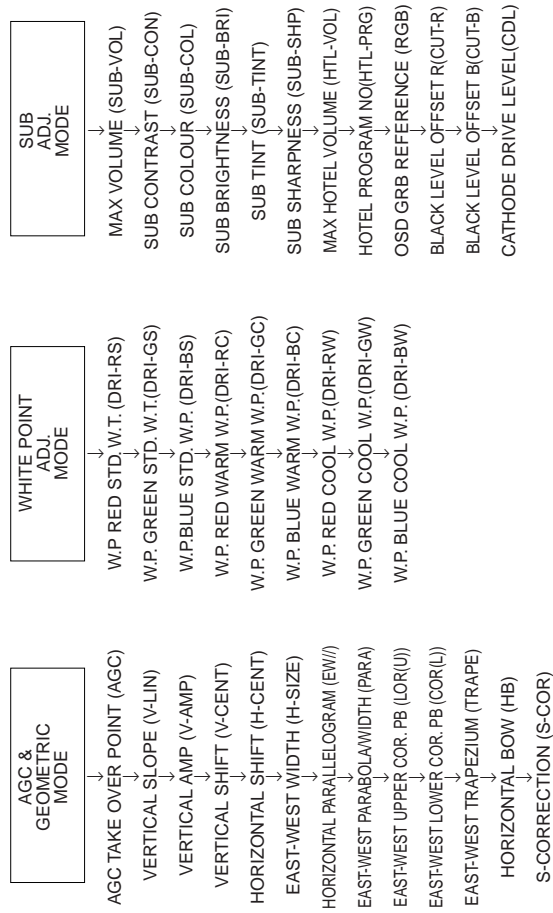 AGC &
GEOMETRIC
MODE
AGC TAKE OVER POINT (AGC)
VERTICAL SLOPE (V-LIN)
VERTICAL AMP (V-AMP)
VERTICAL SHIFT (V-CENT)
HORIZONTAL SHIFT (H-CENT)
EAST-WEST WIDTH (H-SIZE)
HORIZONTAL PARALLELOGRAM (EW//)
EAST-WEST PARABOLA/WIDTH (PARA)
EAST-WEST UPPER COR. PB (LOR(U)
EAST-WEST LOWER COR. PB (COR(L)
EAST-WEST TRAPEZIUM (TRAPE)
HORIZONTAL BOW (HB)
S-CORRECTION (S-COR)
WHITE POINT
ADJ.
MODE
W.P RED STD. W.T. (DRI-RS)
W.P. GREEN STD. W.T.(DRI-GS)
W.P.BLUE STD. W.P. (DRI-BS)
W.P. RED WARM W.P.(DRI-RC)
W.P. GREEN WARM W.P.(DRI-GC)
W.P. BLUE WARM W.P.(DRI-BC)
W.P. RED COOL W.P.(DRI-RW)
W.P. GREEN COOL W.P.(DRI-GW)
W.P. BLUE COOL W.P. (DRI-BW)
SUB
ADJ.
MODE
MAX VOLUME (SUB-VOL)
SUB CONTRAST (SUB-CON)
SUB COLOUR (SUB-COL)
SUB BRIGHTNESS (SUB-BRI)
SUB TINT (SUB-TINT)
SUB SHARPNESS (SUB-SHP)
MAX HOTEL VOLUME (HTL-VOL)
HOTEL PROGRAM NO(HTL-PRG)
OSD GRB REFERENCE (RGB)
BLACK LEVEL OFFSET R(CUT-R)
BLACK LEVEL OFFSET B(CUT-B)
CATHODE DRIVE LEVEL(CDL)